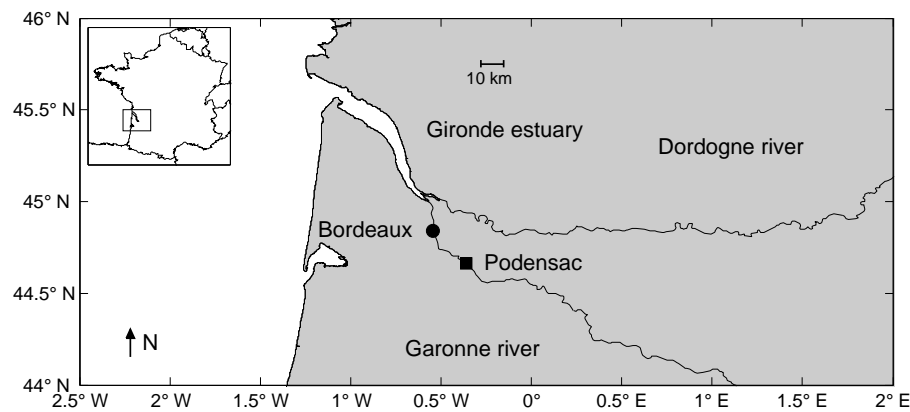 46° N
10 km
45.5° N
Gironde estuary
Dordogne river
45° N
Bordeaux
Podensac
44.5° N
N
Garonne river
44° N
2.5° W
2° W
1.5° W
1° W
0.5 W
0°
0.5 E
1° E
1.5 E
2° E